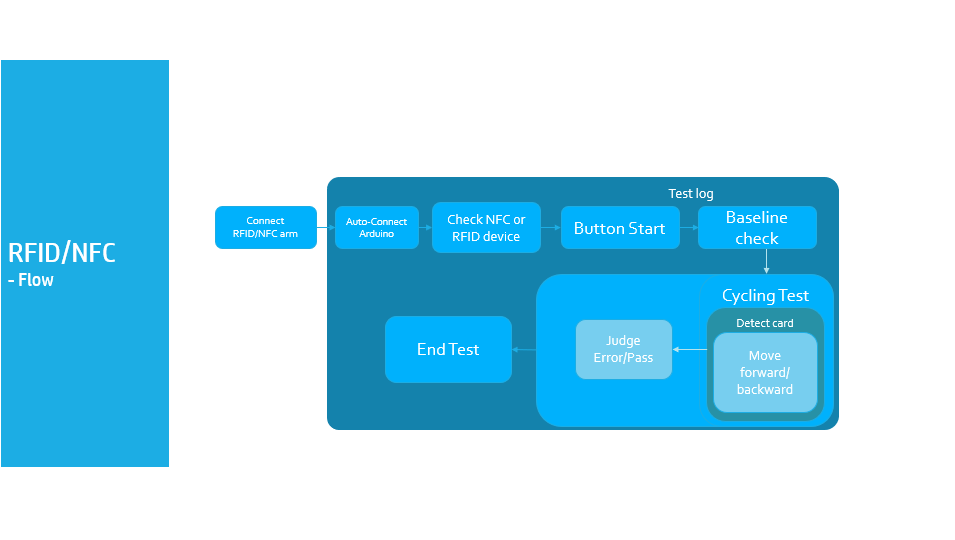 RFID/NFC
- Flow
Test log
Connect
RFID/NFC arm
Auto-Connect
Arduino
Check NFC or
RFID device
Button Start
Baseline
check
Cycling Test
Detect card
Move
forward/
backward
Judge
Error/Pass
End Test